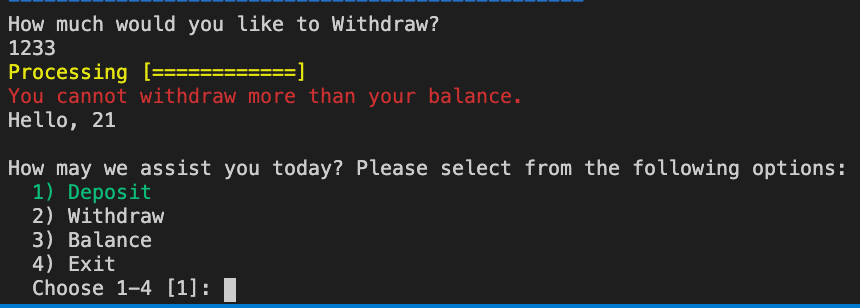 How much would you like to Withdraw?
1233
Processing [============]
You cannot withdraw more than your balance.
Hello, 21
How may we assist you today? Please select from the following options:
1) Deposit
2) Withdraw
3) Balance
4) Exit
Choose 1-4 [1]: